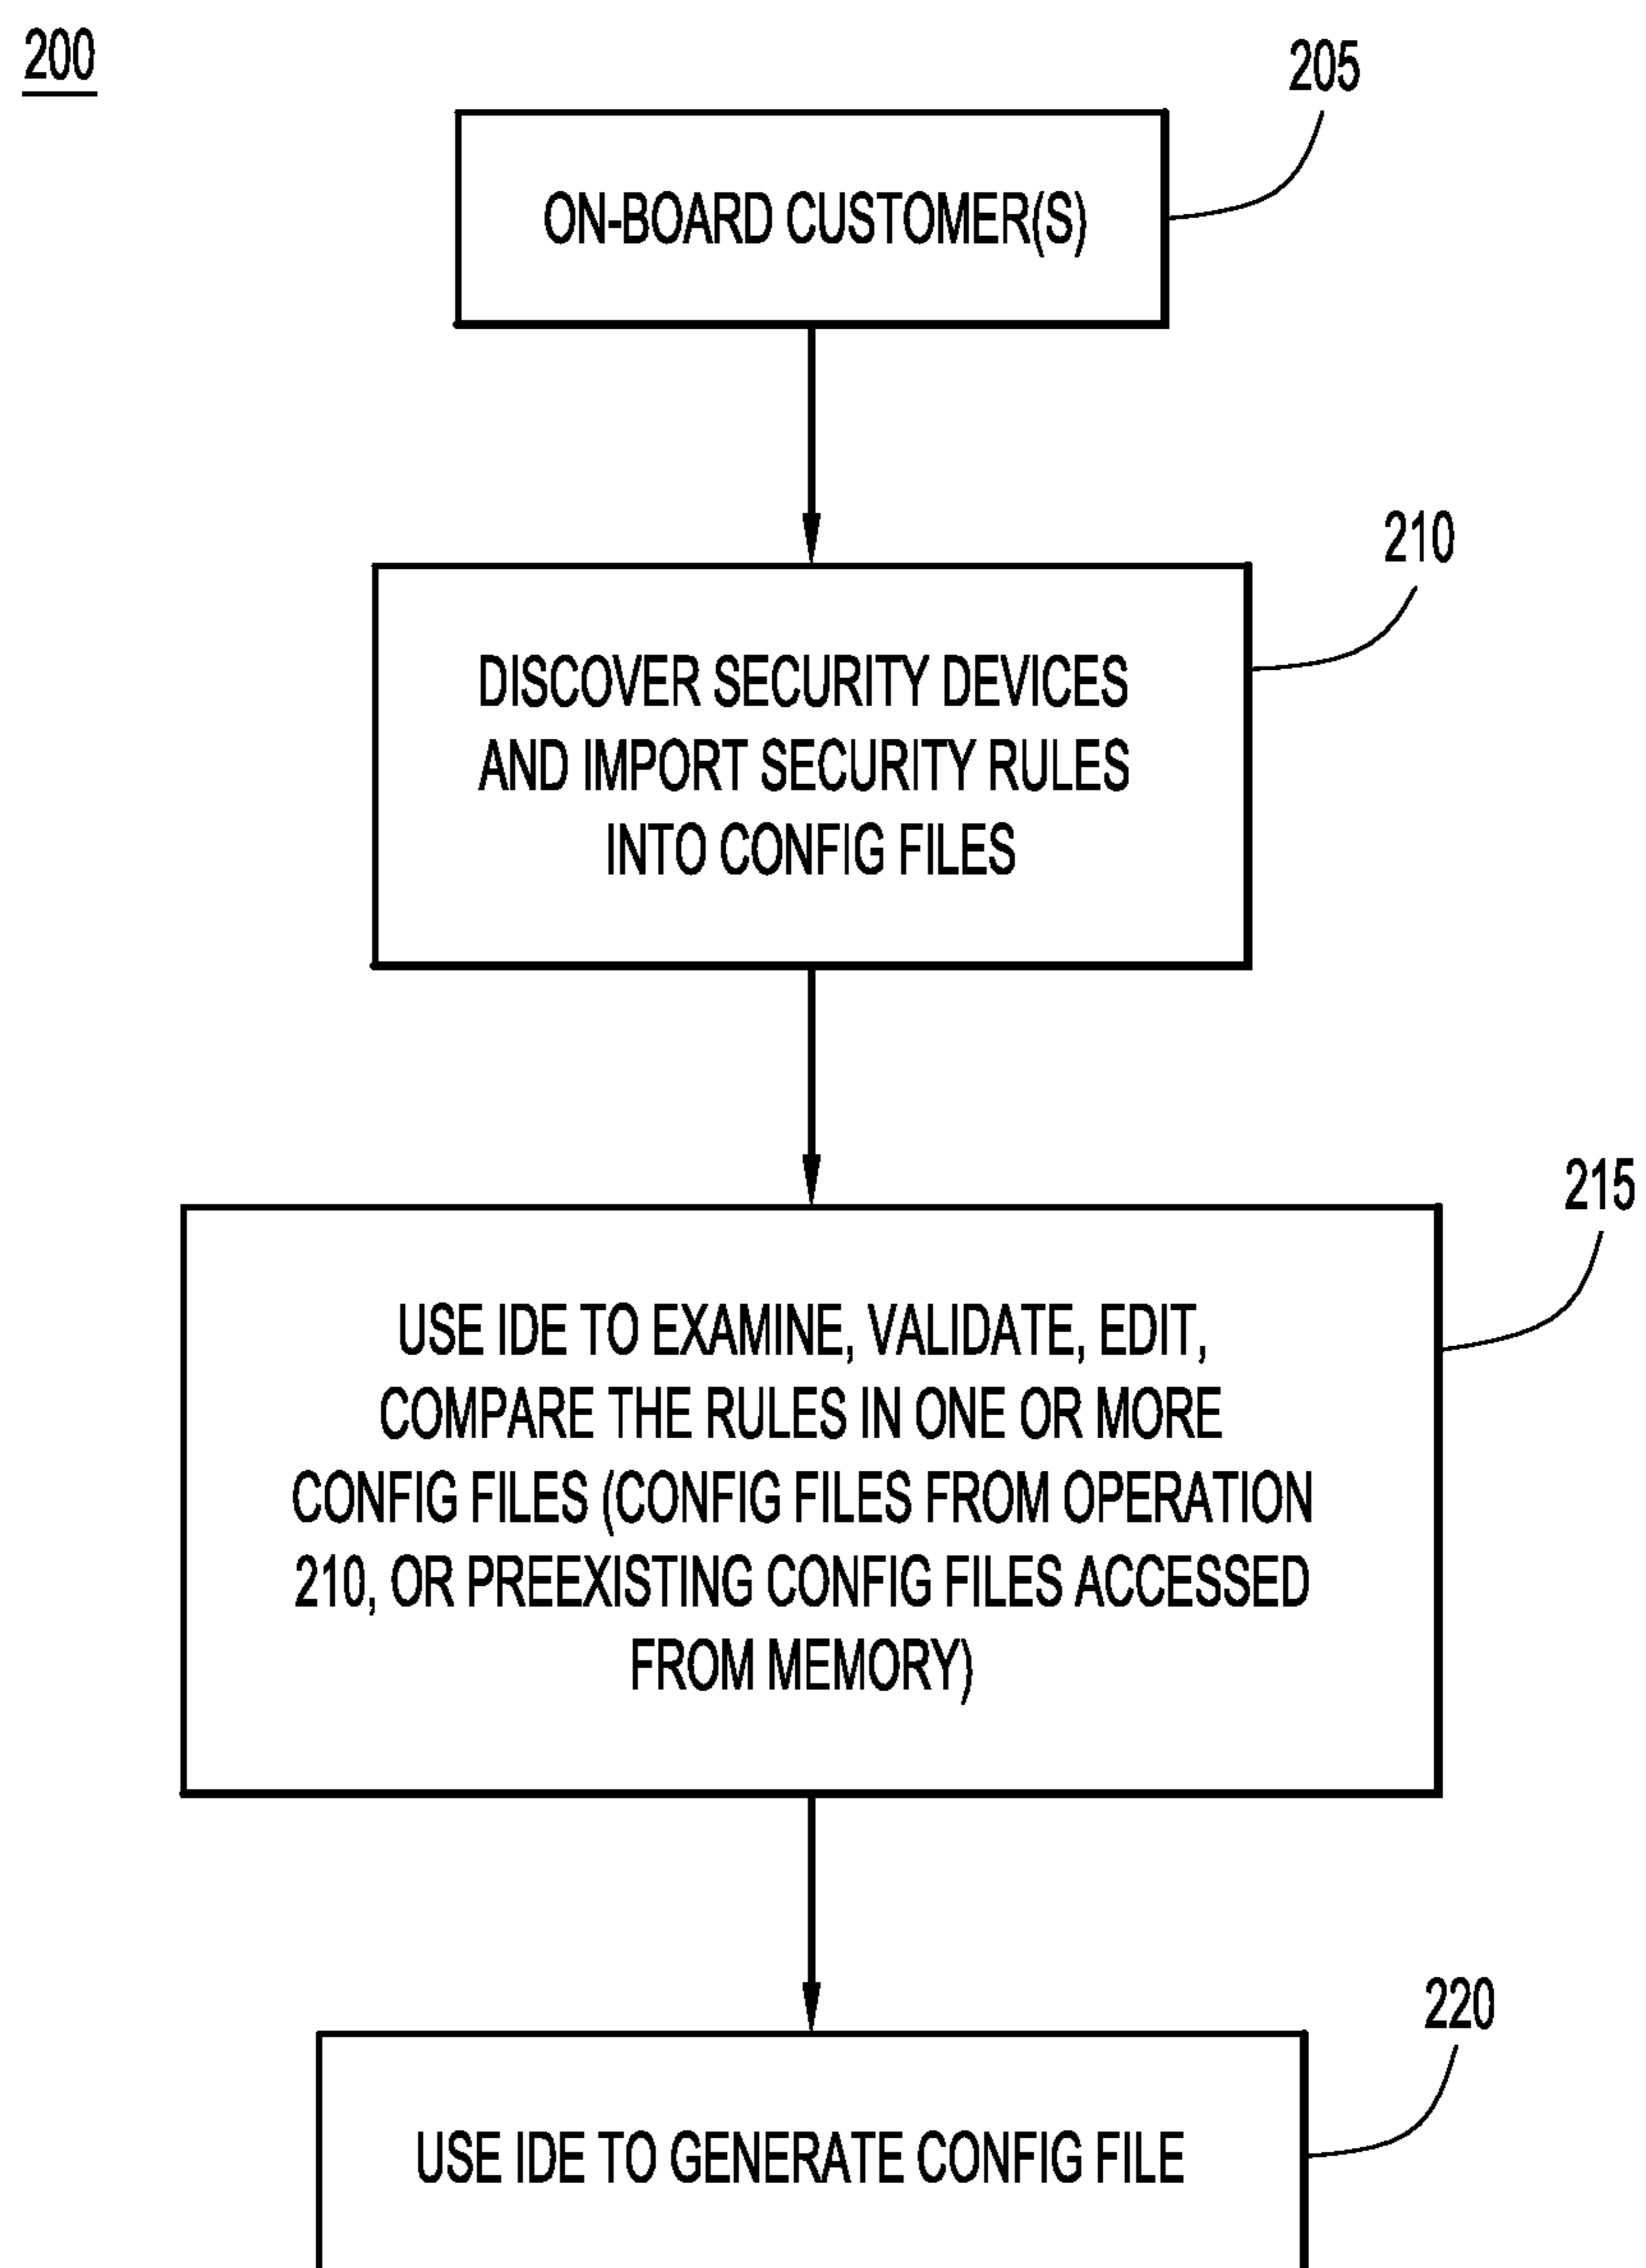 200
205
ON-BOARD CUSTOMER(S)
210
DISCOVER SECURITY DEVICES
AND IMPORT SECURITY RULES
INTO CONFIG FILES
215
USE IDE TO EXAMINE, VALIDATE, EDIT,
COMPARE THE RULES IN ONE OR MORE
CONFIG FILES (CONFIG FILES FROM OPERATION
210, OR PREEXISTING CONFIG FILES ACCESSED
FROM MEMORY)
220
USE IDE TO GENERATE CONFIG FILE